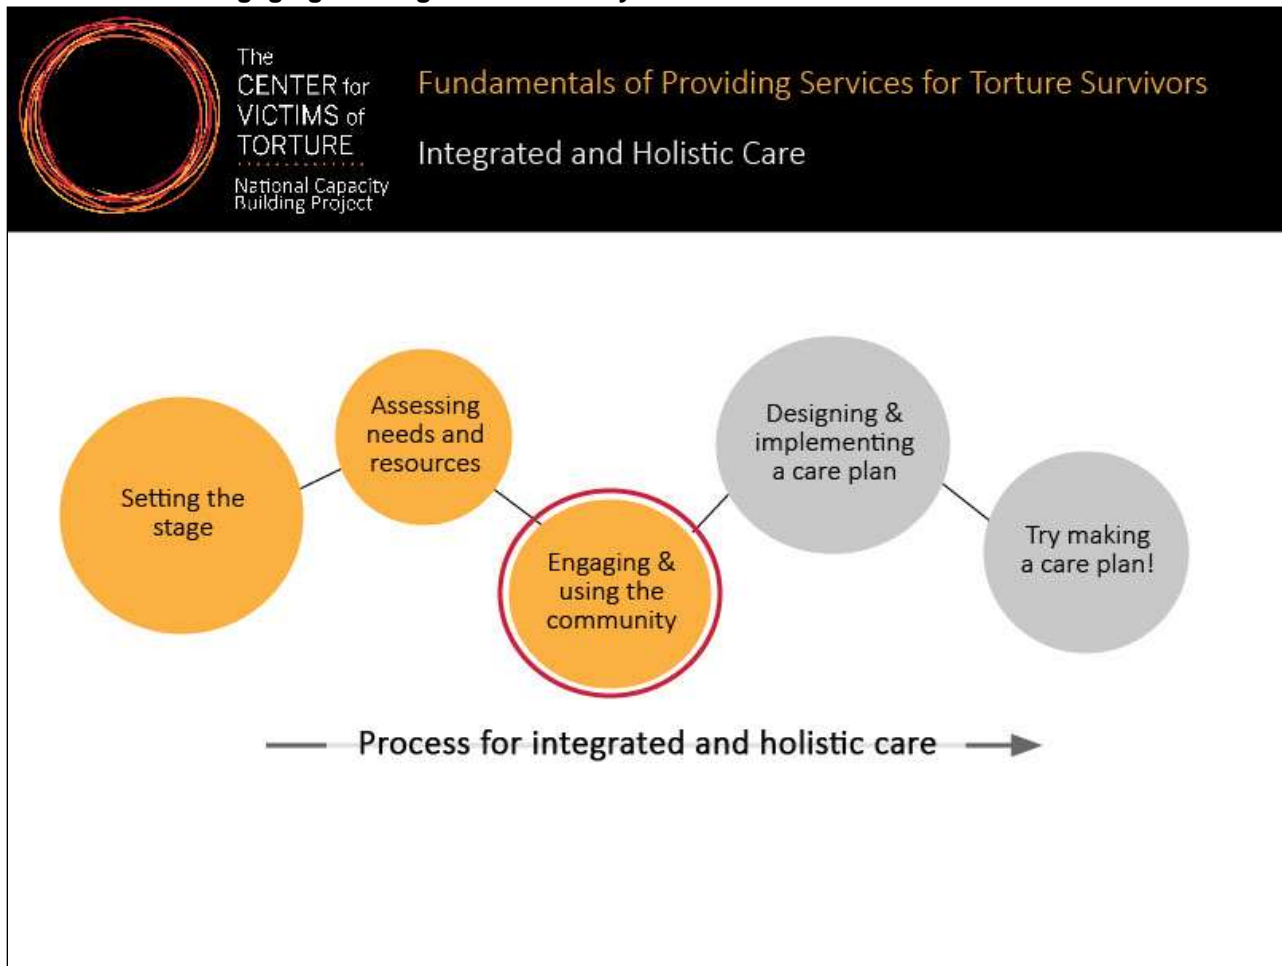 The
CENTER for
VICTIMS of
TORTURE
National Capacity
Building Project
Fundamentals of Providing Services for Torture Survivors
Integrated and Holistic Care
Setting the
stage
Assessing
needs and
resources
Engaging &
using the
community
Designing &
implementing
a care plan
Try making
a care plan!
Process for integrated and holistic care